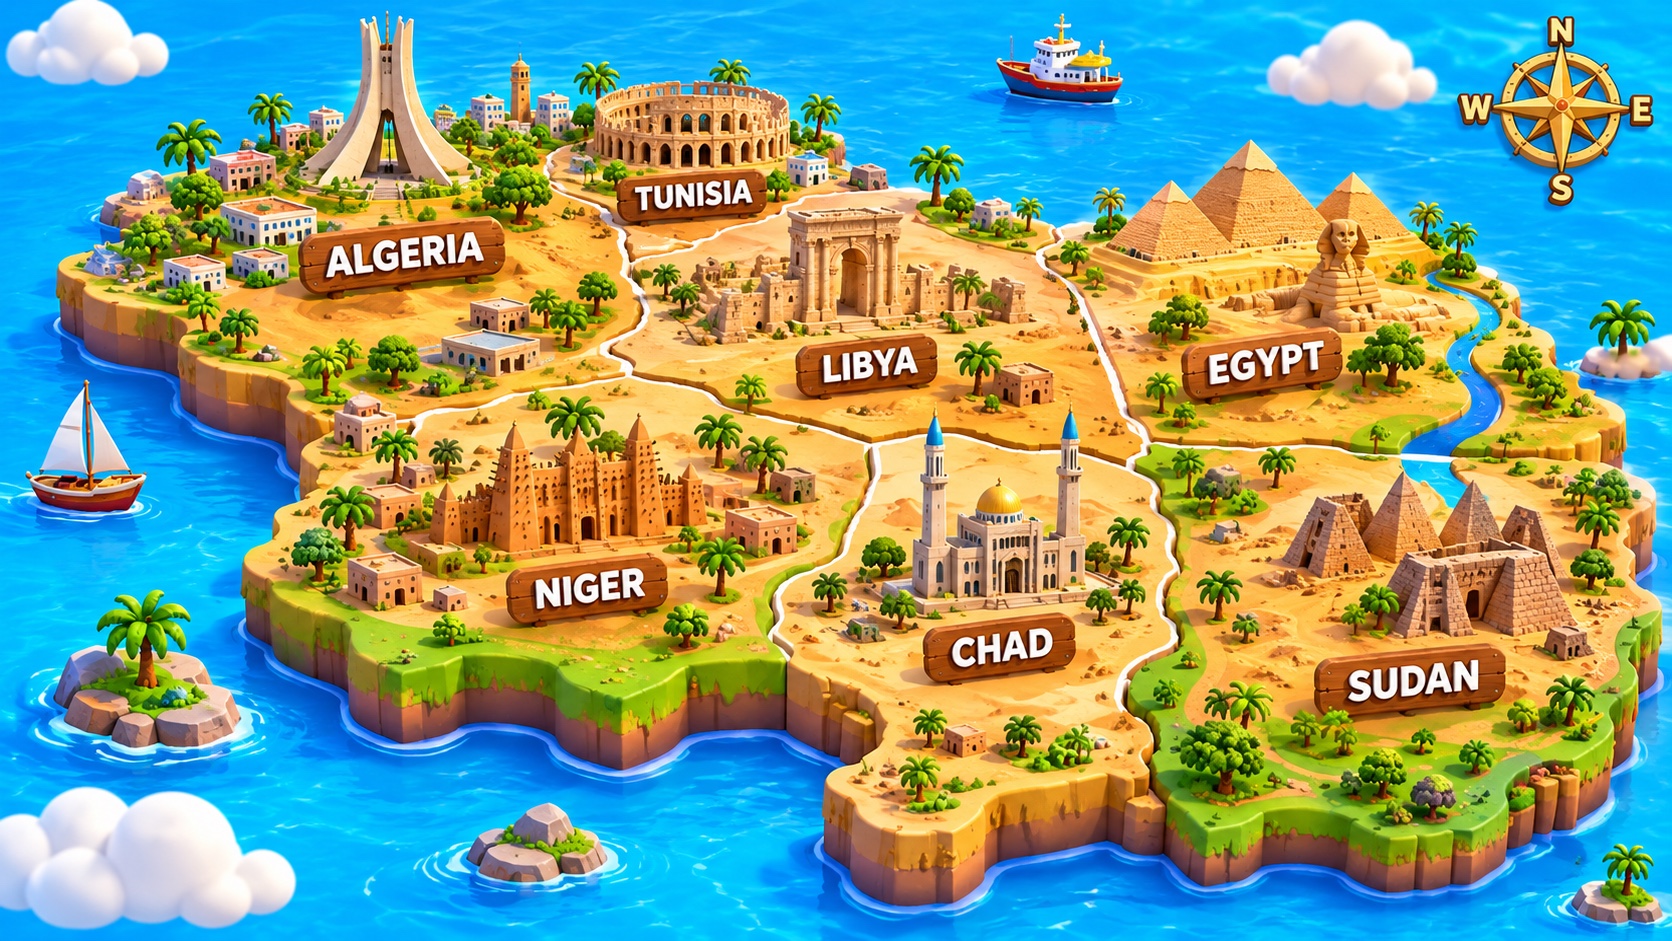 N
W E
S
TUNISIA
ALGERIA
LIBYA
EGYPT
NIGER
CHAD
SUDAN